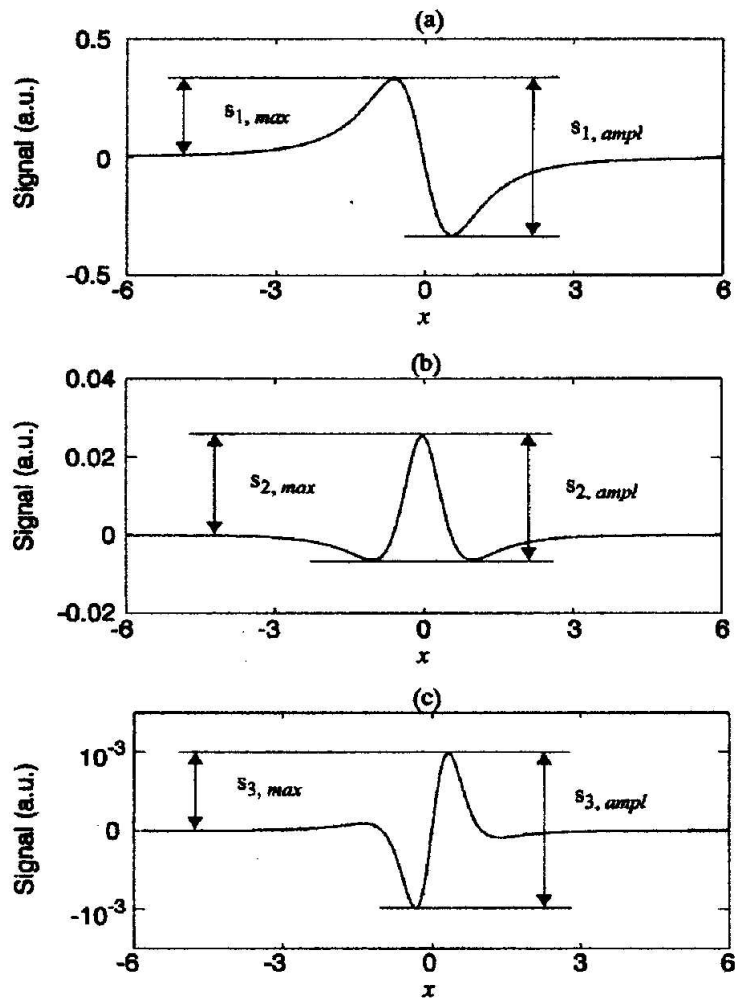 (a)
0.5
0
-0.5
Signal (a.u.)
s1, max
s1, ampl
-6 -3 0 3 6
x
(b)
0.04
0.02
0
-0.02
Signal (a.u.)
s2, max
s2, ampl
-6 -3 0 3 6
x
(c)
10-3
0
-10-3
Signal (a.u.)
s3, max
s3, ampl
-6 -3 0 3 6
x